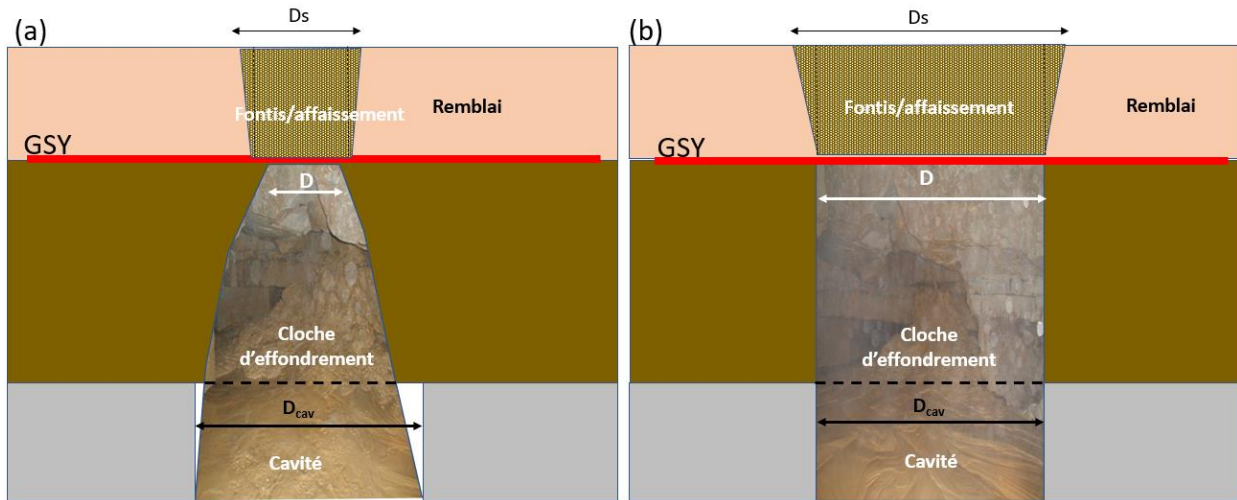 (a)
Ds
Fontis/affaissement
Remblai
GSY
D
Cloche
d'effondrement
Dcav
Cavité
(b)
Ds
Fontis/affaissement
Remblai
GSY
D
Cloche
d'effondrement
Dcav
Cavité